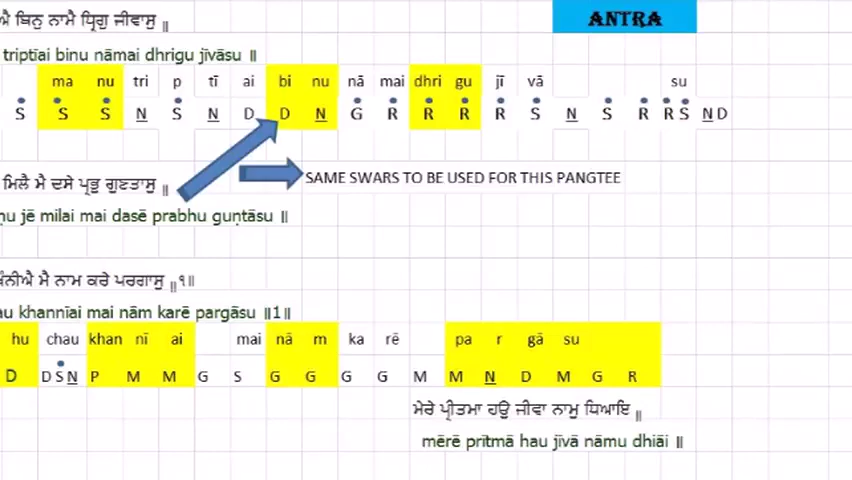 ਐ ਬਿਨੁ ਨਾਮੈ ਧ੍ਰਿਗੁ ਜੀਵਾਸੁ ॥
ANTRA
triptīai binu nāmai dhrigu jīvāsu ॥
ma nu tri p tī ai bi nu nā mai dhri gu jī vā su
Ṡ Ṡ Ṡ N̲ Ṡ N̲ D D N̲ Ġ Ṙ Ṙ Ṙ Ṙ Ṡ N̲ Ṡ Ṙ Ṙ Ṡ N̲ D
ਮਿਲੈ ਮੈ ਦਸੇ ਪ੍ਰਭੁ ਗੁਣਤਾਸੁ ॥
SAME SWARS TO BE USED FOR THIS PANGTEE
ṇu jē milai mai dasē prabhu guṇtāsu ॥
ਖੰਨੀਐ ਮੈ ਨਾਮ ਕਰੇ ਪਰਗਾਸੁ ॥੧॥
au khannīai mai nām karē pargāsu ॥1॥
hu chau khan nī ai mai nā m ka rē pa r gā su
D D Ṡ N̲ P M M G S G G G G M M N̲ D M G R
ਮੇਰੇ ਪ੍ਰੀਤਮਾ ਹਉ ਜੀਵਾ ਨਾਮੁ ਧਿਆਇ ॥
mērē prītmā hau jīvā nāmu dhiāi ॥